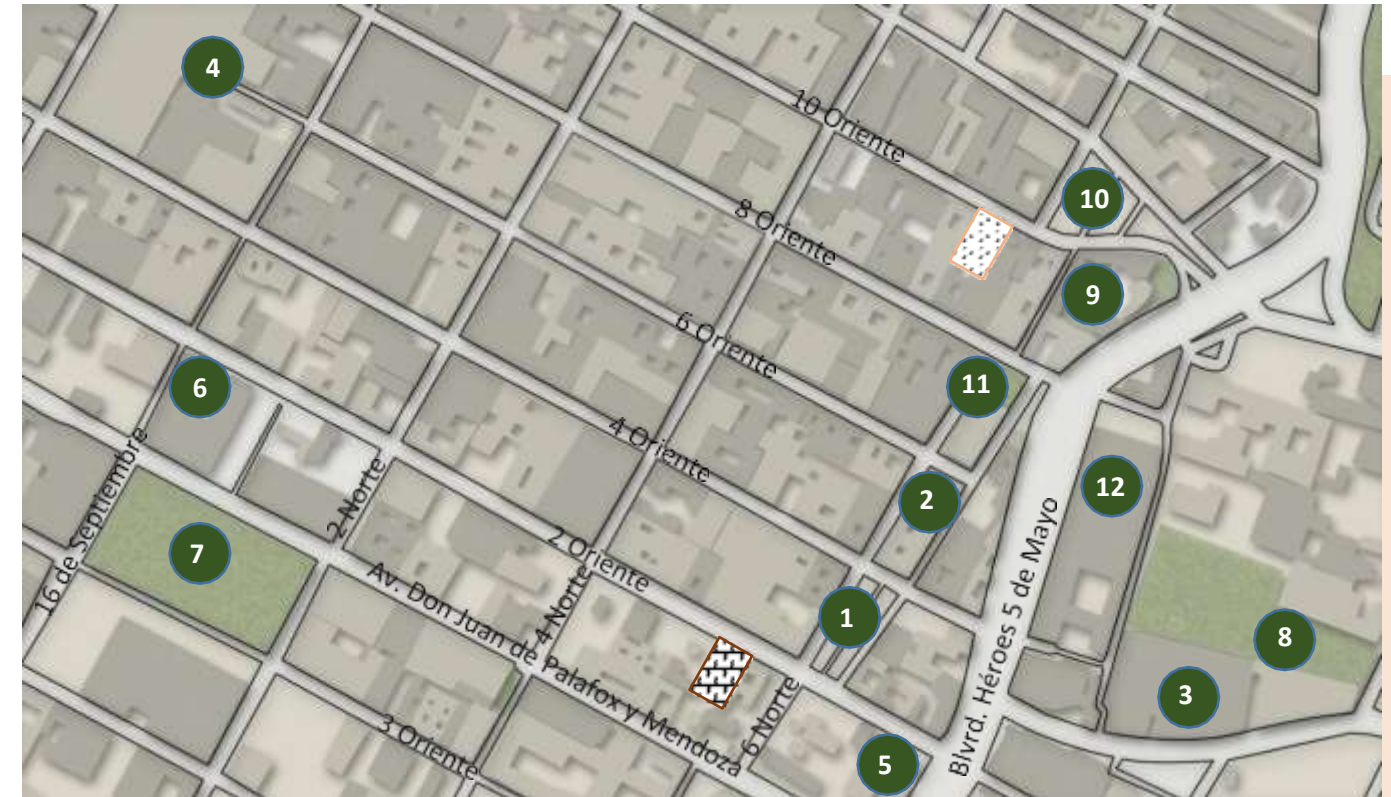 4
10 Oriente
10
8 Oriente
9
6 Oriente
11
6
4 Oriente
12
2
16 de Septiembre
2 Norte
7
2 Oriente
Av. Don Juan de Palafox y Mendoza
4 Norte
1
Blvrd. Héroes 5 de Mayo
8
3
6 Norte
3 Oriente
5